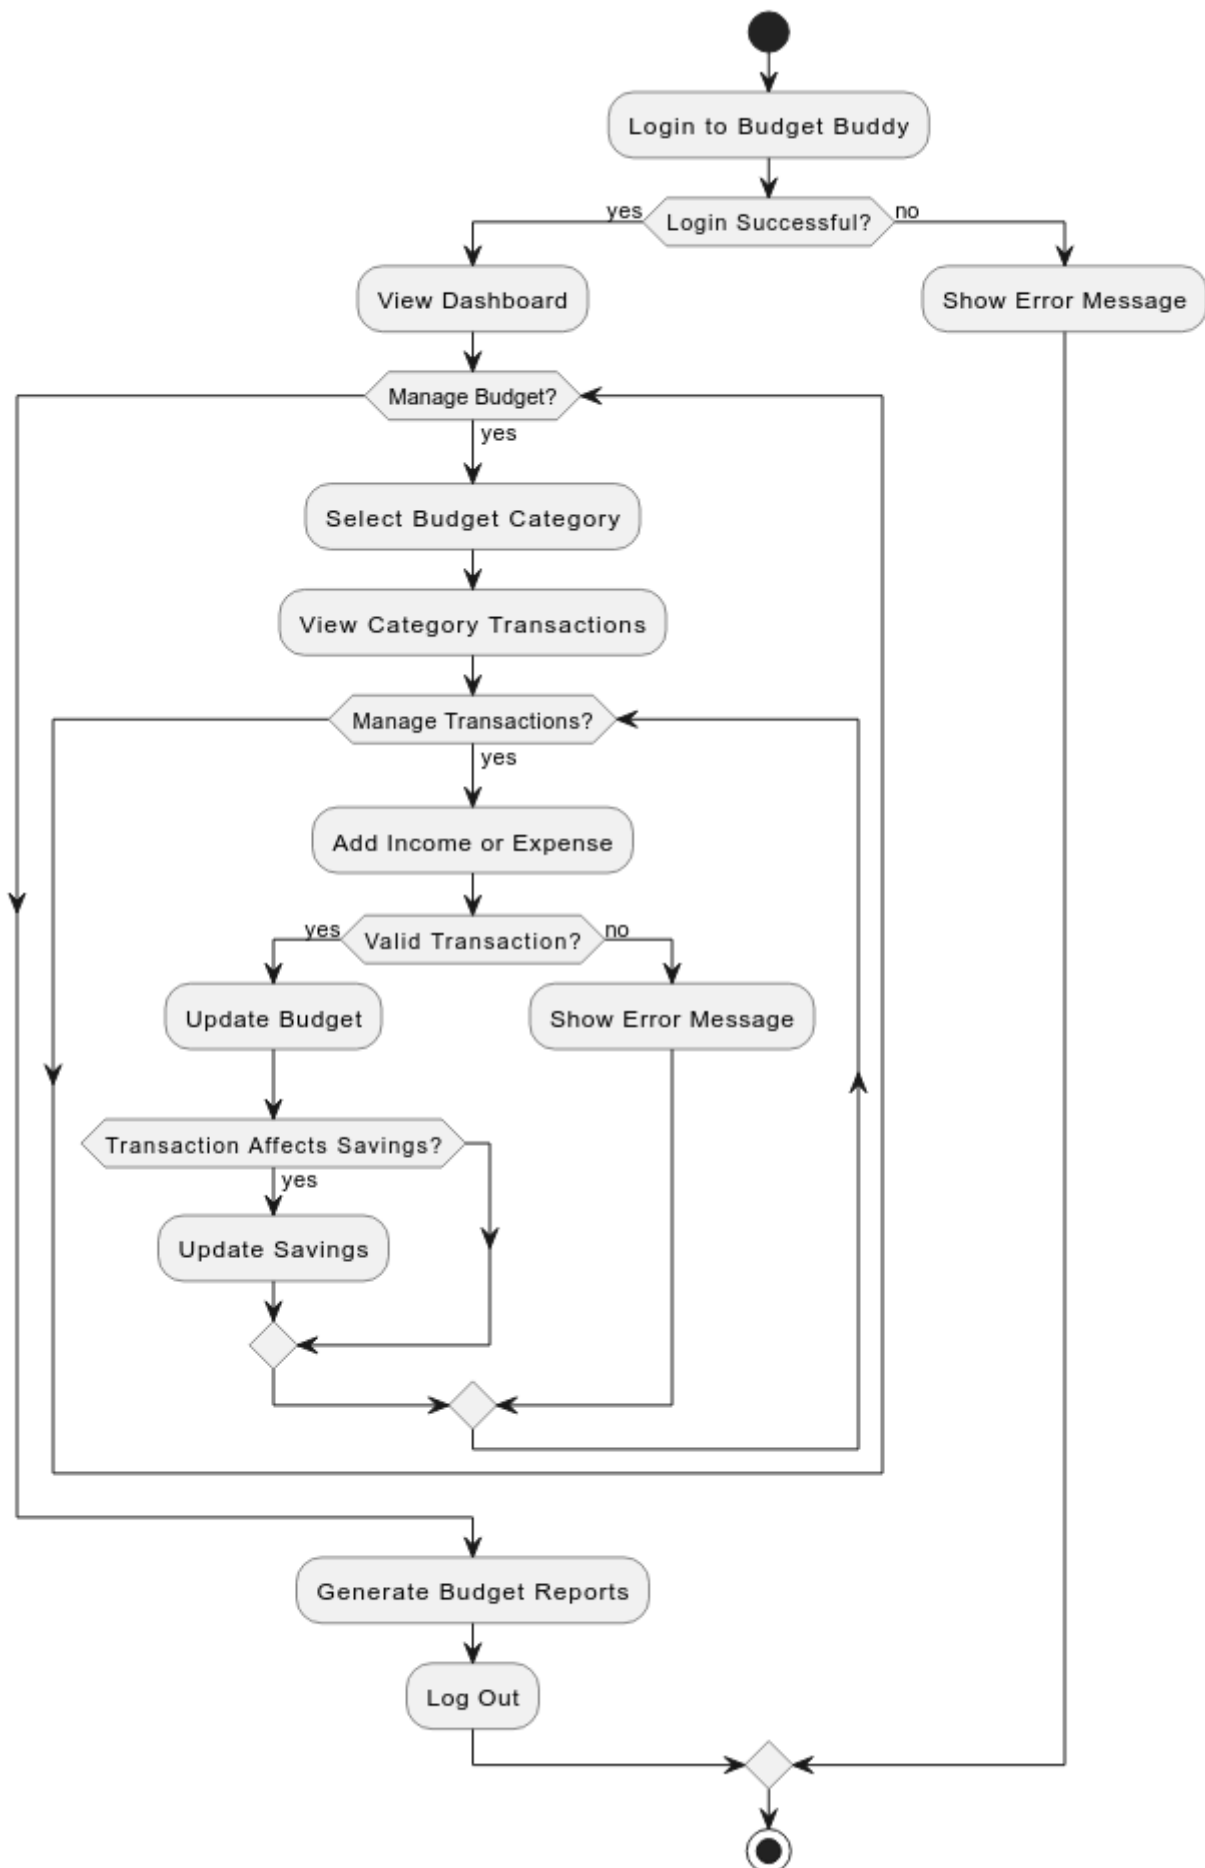 Login to Budget Buddy
yes
Login Successful?
no
View Dashboard
Show Error Message
Manage Budget?
yes
Select Budget Category
View Category Transactions
Manage Transactions?
yes
Add Income or Expense
yes
Valid Transaction?
no
Update Budget
Show Error Message
Transaction Affects Savings?
yes
Update Savings
Generate Budget Reports
Log Out